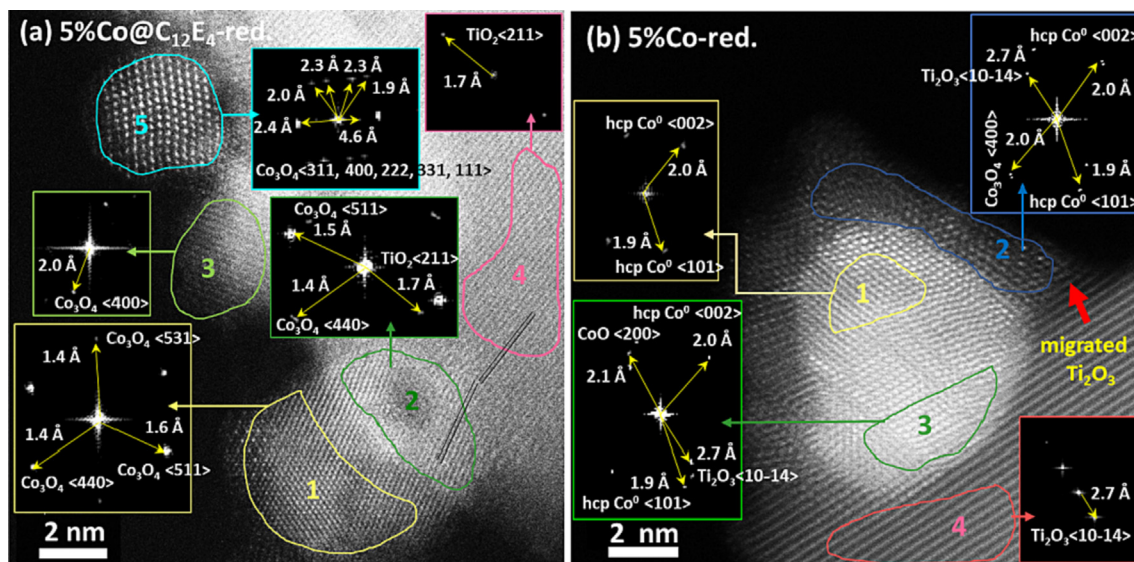 (a) 5%Co@C₁₂E₄-red.
TiO₂<211>
1.7 Å
2.3 Å 2.3 Å
2.0 Å
1.9 Å
2.4 Å
4.6 Å
Co₃O₄<311, 400, 222, 331, 111>
5
Co₃O₄ <511>
1.5 Å
TiO₂<211>
1.4 Å
1.7 Å
Co₃O₄ <440>
4
2.0 Å
Co₃O₄ <400>
3
Co₃O₄ <531>
1.4 Å
1.4 Å
1.6 Å
Co₃O₄ <511>
Co₃O₄ <440>
2
1
2 nm
(b) 5%Co-red.
hcp Co⁰ <002>
2.7 Å
Ti₂O₃<10-14>
2.0 Å
2.0 Å
Co₃O₄ <400>
1.9 Å
hcp Co⁰ <101>
hcp Co⁰ <002>
2.0 Å
1.9 Å
hcp Co⁰ <101>
2
1
migrated
Ti₂O₃
hcp Co⁰ <002>
CoO <200>
2.0 Å
2.1 Å
2.7 Å
Ti₂O₃<10-14>
1.9 Å
hcp Co⁰ <101>
3
2.7 Å
Ti₂O₃<10-14>
4
2 nm